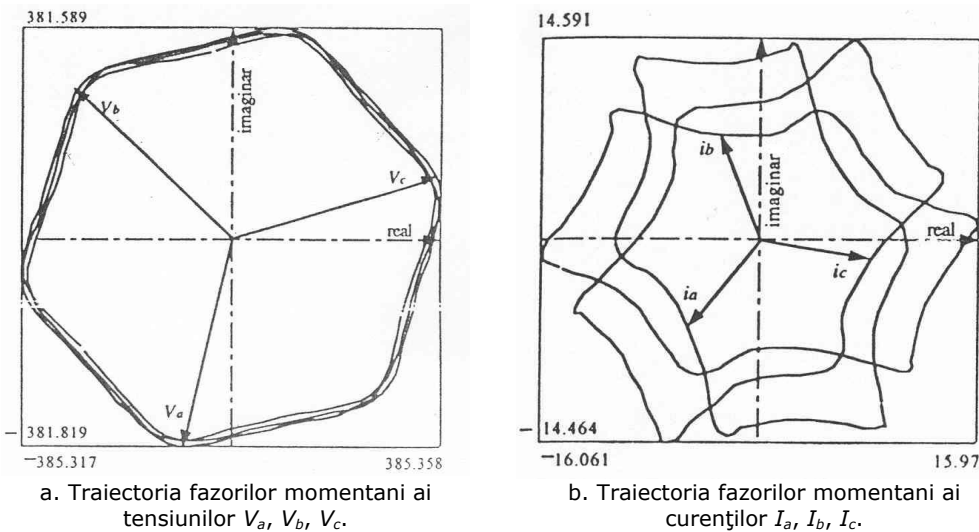 381.589
imaginar
Vb
Vc
real
Va
381.819
−385.317
385.358
14.591
imaginar
ib
real
ic
ia
14.464
−16.061
15.97
a. Traiectoria fazorilor momentani ai
tensiunilor Va, Vb, Vc.
b. Traiectoria fazorilor momentani ai
curenţilor Ia, Ib, Ic.